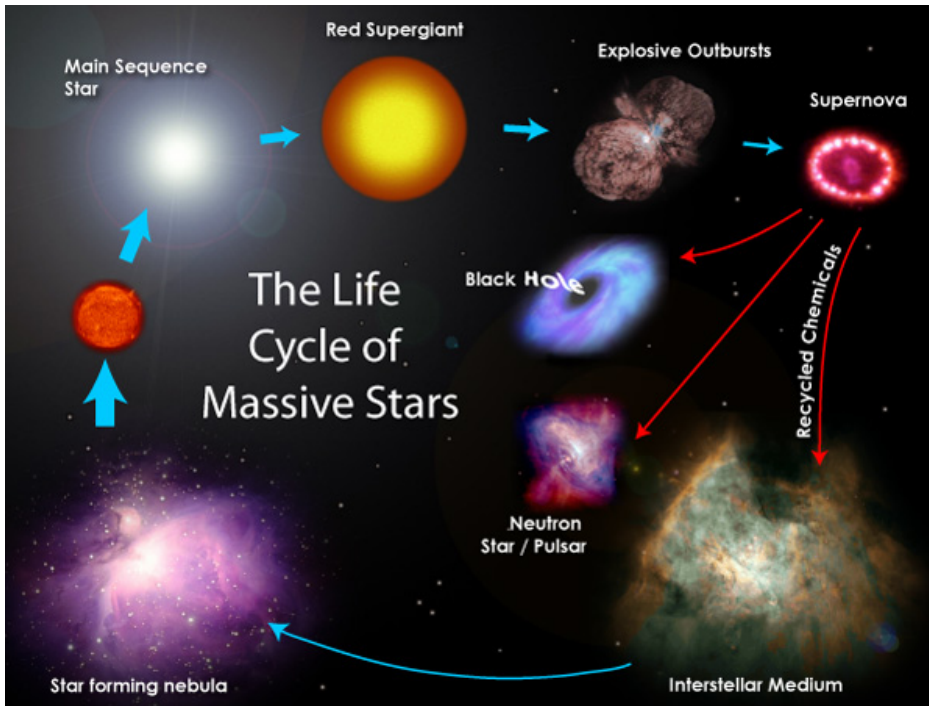 Red Supergiant
Explosive Outbursts
Main Sequence
Star
Supernova
Black Hole
The Life
Cycle of
Massive Stars
Recycled Chemicals
Neutron
Star / Pulsar
Star forming nebula
Interstellar Medium